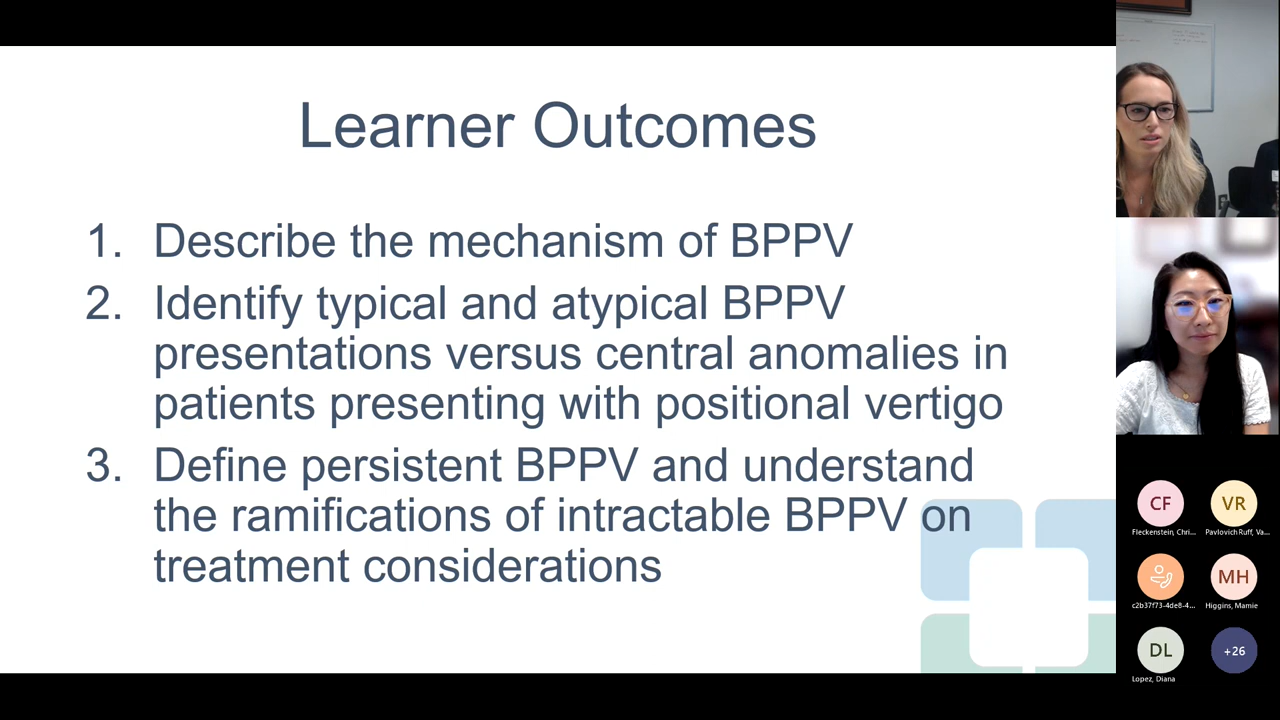 Learner Outcomes
1. Describe the mechanism of BPPV
2. Identify typical and atypical BPPV
presentations versus central anomalies in
patients presenting with positional vertigo
3. Define persistent BPPV and understand
the ramifications of intractable BPPV on
treatment considerations
CF
VR
Fleckenstein, Chri...
Pavlovich Ruff, Va...
MH
c2b37f73-4de8-4...
Higgins, Mamie
DL
+26
Lopez, Diana